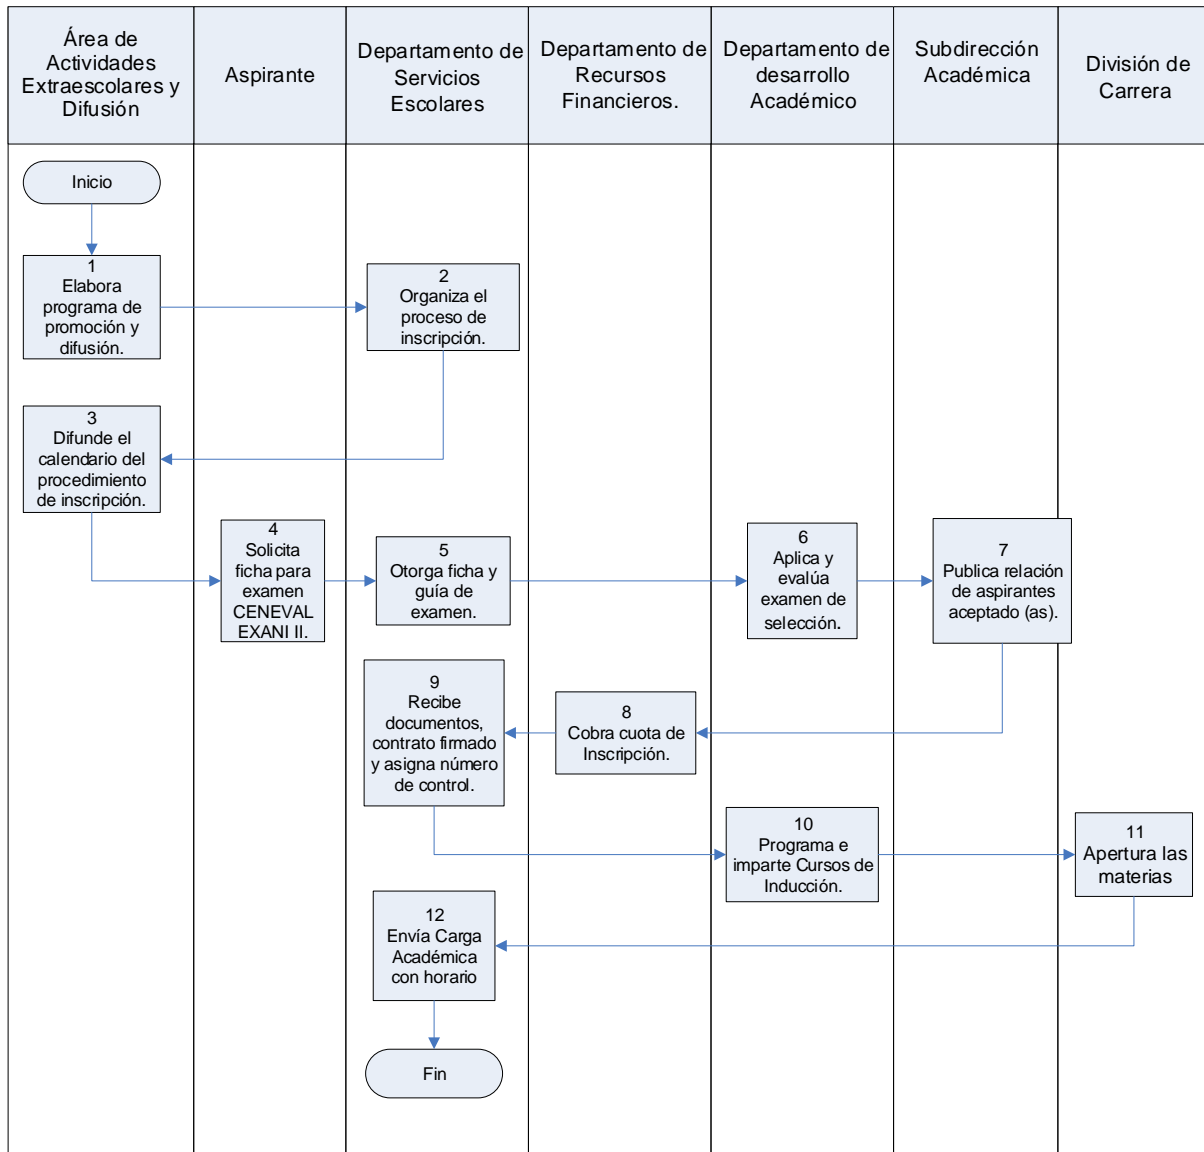 Área de
Actividades
Extraescolares y
Difusión
Aspirante
Departamento de
Servicios
Escolares
Departamento de
Recursos
Financieros.
Departamento de
desarrollo
Académico
Subdirección
Académica
División de
Carrera
Inicio
1
Elabora
programa de
promoción y
difusión.
2
Organiza el
proceso de
inscripción.
3
Difunde el
calendario del
procedimiento
de inscripción.
4
Solicita
ficha para
examen
CENEVAL
EXANI II.
5
Otorga ficha y
guía de
examen.
6
Aplica y
evalúa
examen de
selección.
7
Publica relación
de aspirantes
aceptado (as).
8
Cobra cuota de
Inscripción.
9
Recibe
documentos,
contrato firmado
y asigna número
de control.
10
Programa e
imparte Cursos de
Inducción.
11
Apertura las
materias
12
Envía Carga
Académica
con horario
Fin